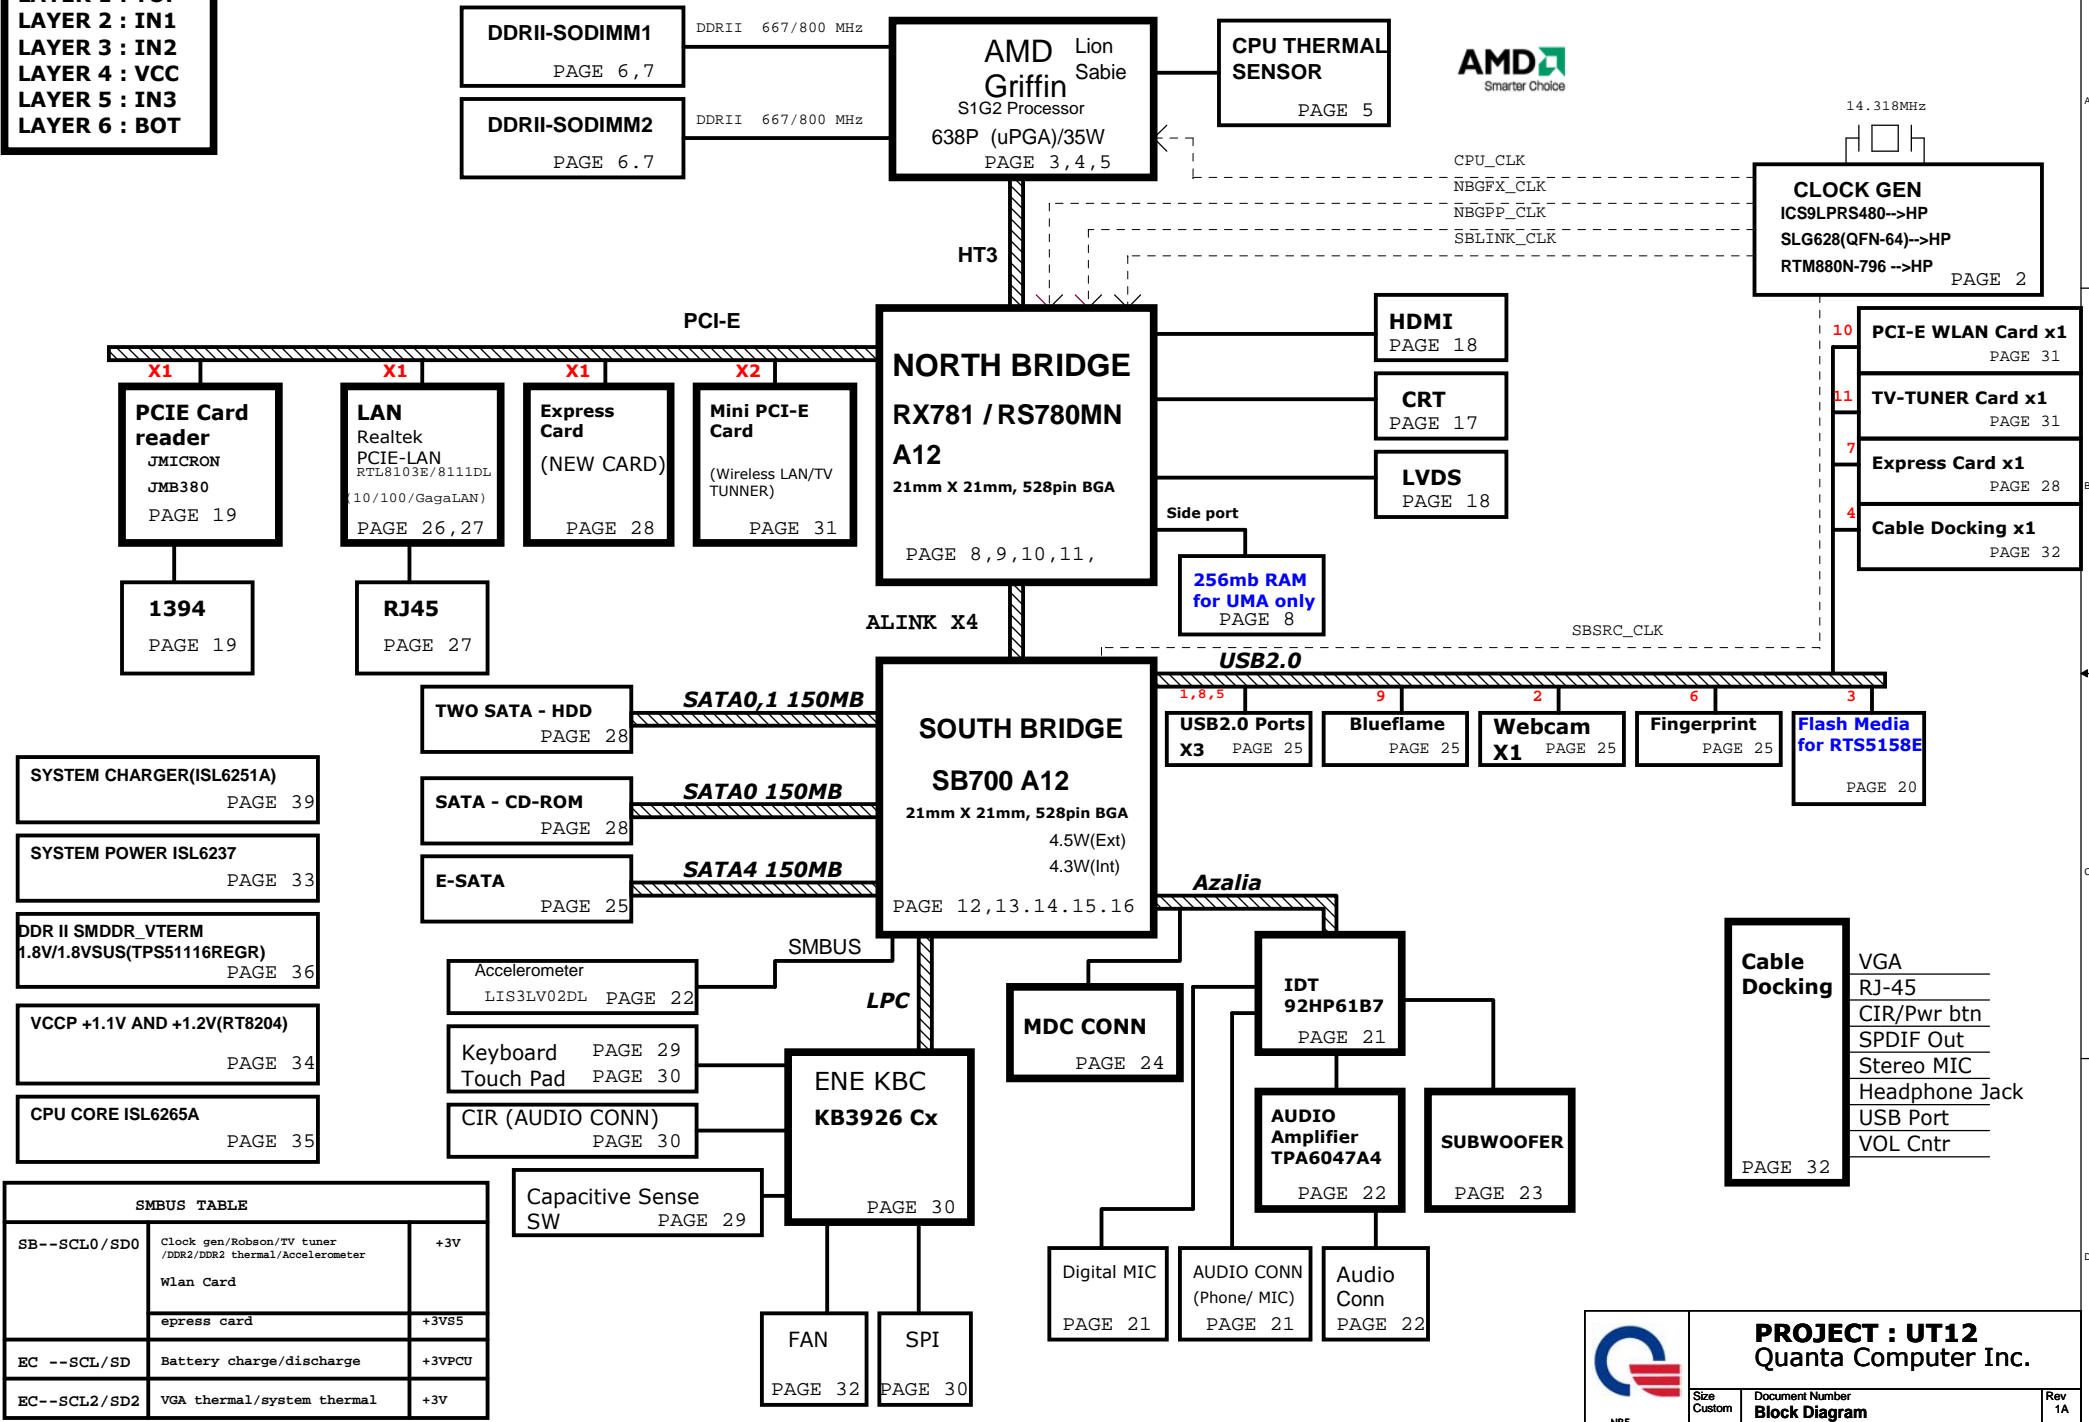 LAYER 2 : IN1
LAYER 3 : IN2
LAYER 4 : VCC
LAYER 5 : IN3
LAYER 6 : BOT
DDRII-SODIMM1
PAGE 6,7
DDRII 667/800 MHz
DDRII-SODIMM2
PAGE 6.7
DDRII 667/800 MHz
AMD Lion
Griffin Sabie
S1G2 Processor
638P (uPGA)/35W
PAGE 3,4,5
CPU THERMAL
SENSOR
PAGE 5
AMD
Smarter Choice
14.318MHz
CPU_CLK
NBGFX_CLK
NBGPP_CLK
SBLINK_CLK
CLOCK GEN
ICS9LPRS480-->HP
SLG628(QFN-64)-->HP
RTM880N-796 -->HP
PAGE 2
HT3
PCI-E
X1
X1
X1
X2
PCIE Card
reader
JMICRON
JMB380
PAGE 19
LAN
Realtek
PCIE-LAN
RTL8103E/8111DL
(10/100/GagaLAN)
PAGE 26,27
Express
Card
(NEW CARD)
PAGE 28
Mini PCI-E
Card
(Wireless LAN/TV
TUNNER)
PAGE 31
1394
PAGE 19
RJ45
PAGE 27
NORTH BRIDGE
RX781 / RS780MN
A12
21mm X 21mm, 528pin BGA
PAGE 8,9,10,11,
HDMI
PAGE 18
CRT
PAGE 17
LVDS
PAGE 18
Side port
256mb RAM
for UMA only
PAGE 8
10
PCI-E WLAN Card x1
PAGE 31
11
TV-TUNER Card x1
PAGE 31
7
Express Card x1
PAGE 28
4
Cable Docking x1
PAGE 32
ALINK X4
SBSRC_CLK
USB2.0
1,8,5
9
2
6
3
USB2.0 Ports
X3 PAGE 25
Blueflame
PAGE 25
Webcam
X1 PAGE 25
Fingerprint
PAGE 25
Flash Media
for RTS5158E
PAGE 20
TWO SATA - HDD
PAGE 28
SATA0,1 150MB
SATA - CD-ROM
PAGE 28
SATA0 150MB
E-SATA
PAGE 25
SATA4 150MB
SOUTH BRIDGE
SB700 A12
21mm X 21mm, 528pin BGA
4.5W(Ext)
4.3W(Int)
PAGE 12,13.14.15.16
SYSTEM CHARGER(ISL6251A)
PAGE 39
SYSTEM POWER ISL6237
PAGE 33
DDR II SMDDR_VTERM
1.8V/1.8VSUS(TPS51116REGR)
PAGE 36
VCCP +1.1V AND +1.2V(RT8204)
PAGE 34
CPU CORE ISL6265A
PAGE 35
SMBUS
Accelerometer
LIS3LV02DL PAGE 22
LPC
Keyboard PAGE 29
Touch Pad PAGE 30
CIR (AUDIO CONN)
PAGE 30
Capacitive Sense
SW PAGE 29
ENE KBC
KB3926 Cx
PAGE 30
FAN
PAGE 32
SPI
PAGE 30
Azalia
MDC CONN
PAGE 24
IDT
92HP61B7
PAGE 21
AUDIO
Amplifier
TPA6047A4
PAGE 22
SUBWOOFER
PAGE 23
Digital MIC
PAGE 21
AUDIO CONN
(Phone/ MIC)
PAGE 21
Audio
Conn
PAGE 22
Cable
Docking
PAGE 32
VGA
RJ-45
CIR/Pwr btn
SPDIF Out
Stereo MIC
Headphone Jack
USB Port
VOL Cntr
SMBUS TABLE
SB--SCL0/SD0
Clock gen/Robson/TV tuner
/DDR2/DDR2 thermal/Accelerometer
Wlan Card
+3V
epress card
+3VS5
EC --SCL/SD
Battery charge/discharge
+3VPCU
EC--SCL2/SD2
VGA thermal/system thermal
+3V
PROJECT : UT12
Quanta Computer Inc.
Size
Custom
Document Number
Block Diagram
Rev
1A
A
B
C
D